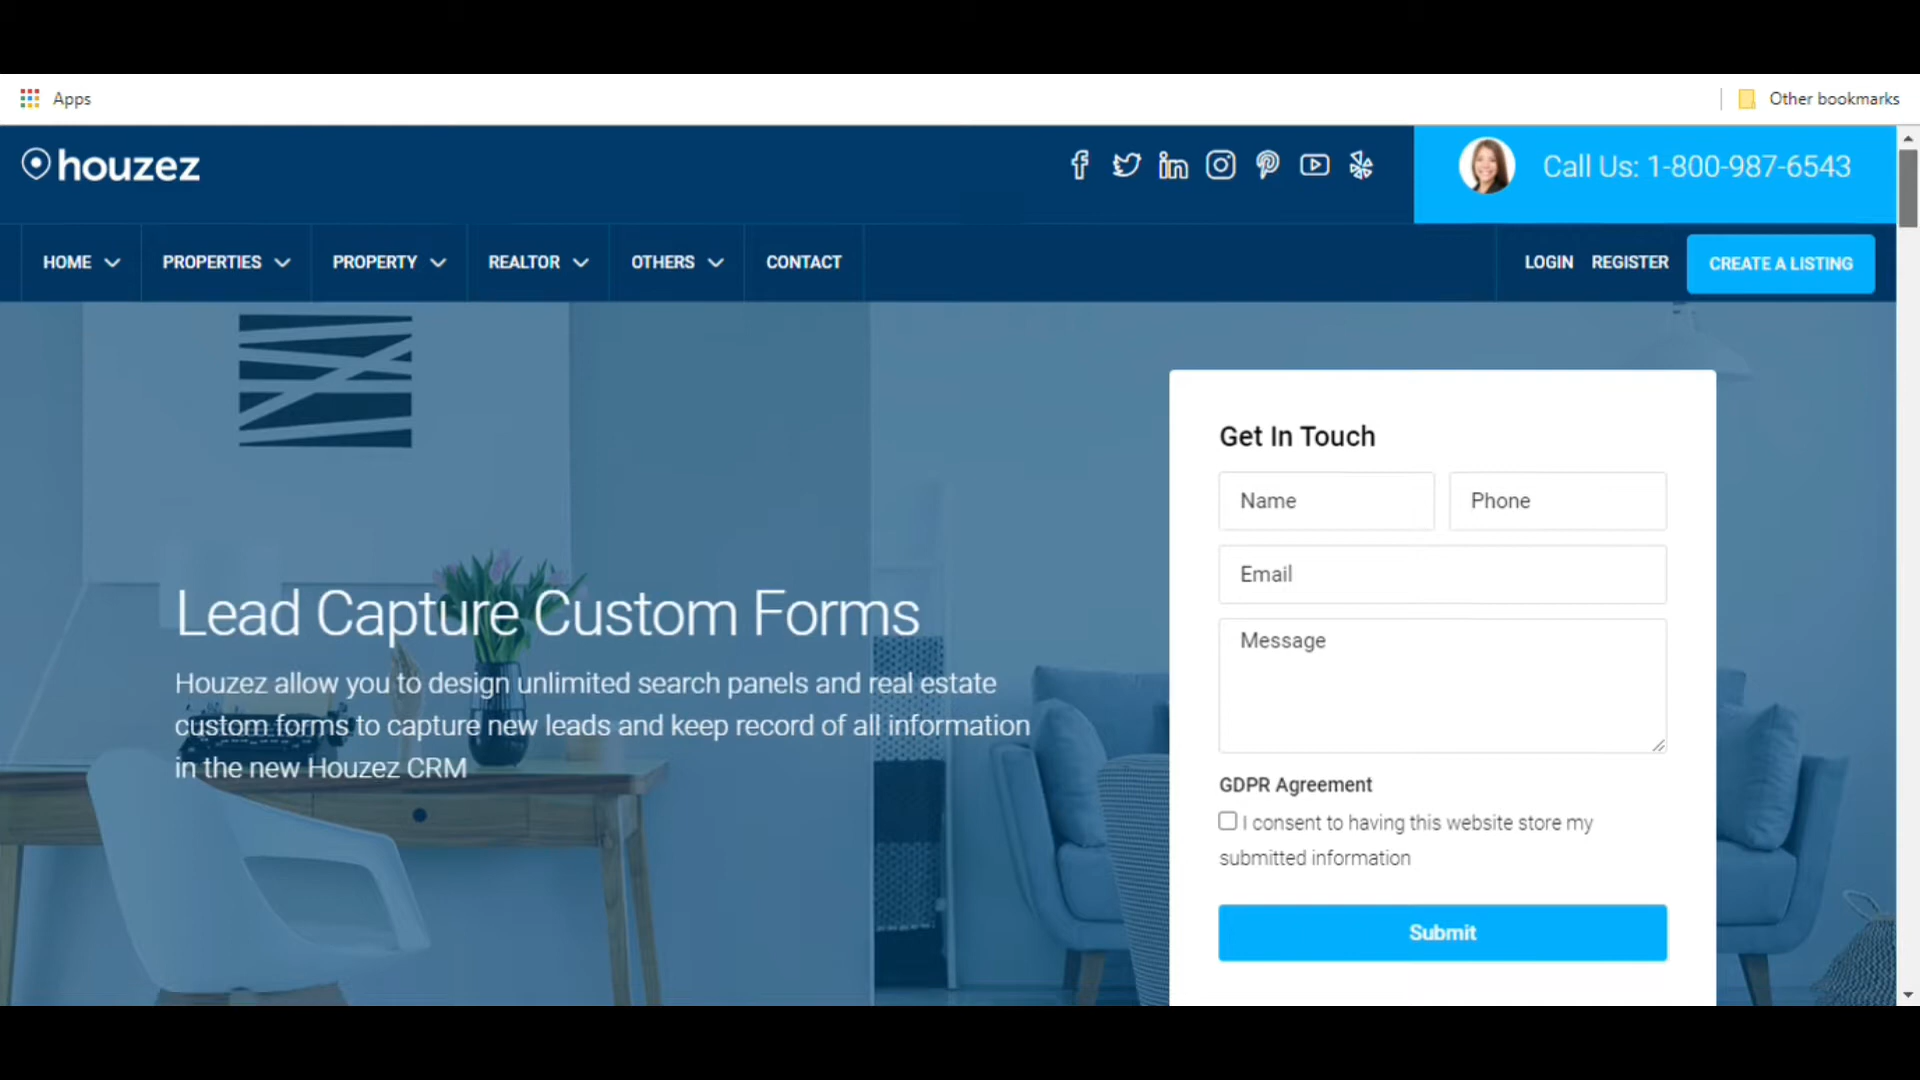 Apps
Other bookmarks
houzez
Call Us: 1-800-987-6543
HOME
PROPERTIES
PROPERTY
REALTOR
OTHERS
CONTACT
LOGIN
REGISTER
CREATE A LISTING
Lead Capture Custom Forms
Houzez allow you to design unlimited search panels and real estate
custom forms to capture new leads and keep record of all information
in the new Houzez CRM
Get In Touch
Name
Phone
Email
Message
GDPR Agreement
I consent to having this website store my
submitted information
Submit